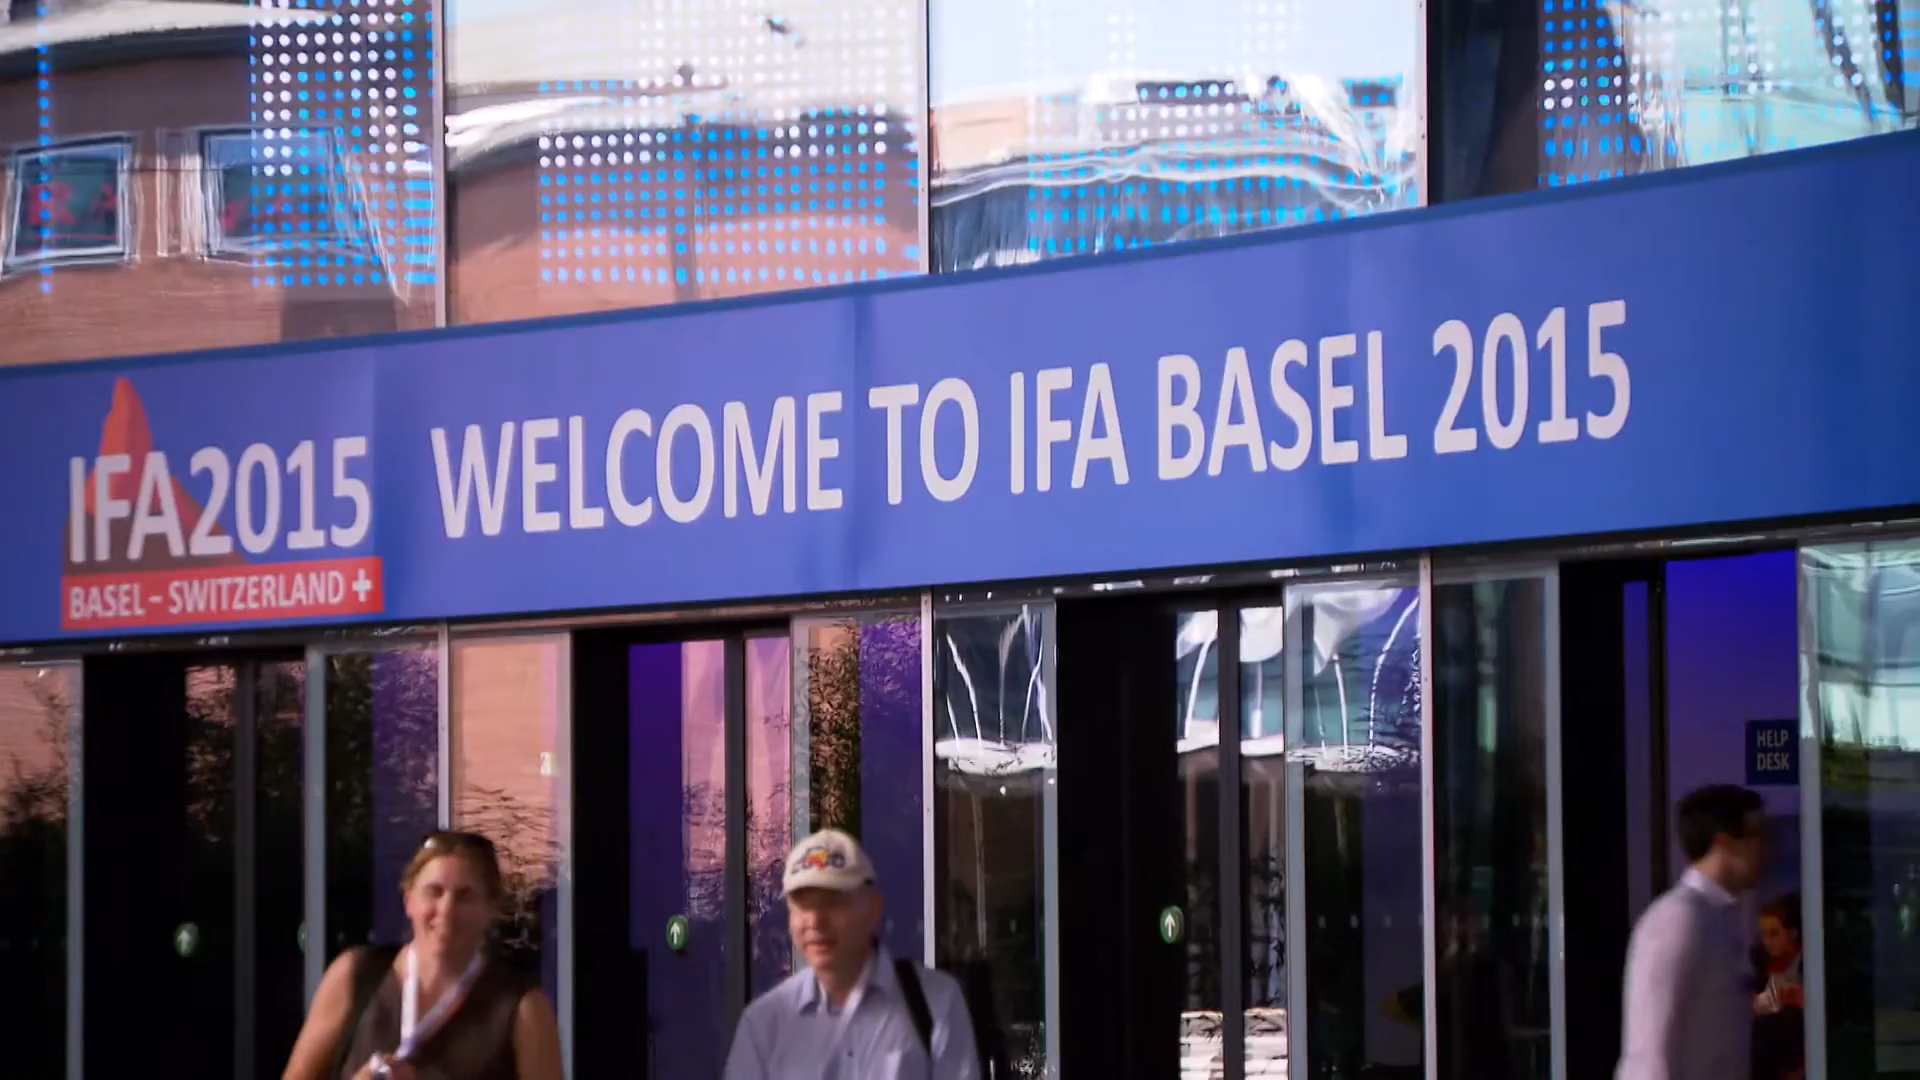 IFA2015
BASEL – SWITZERLAND
WELCOME TO IFA BASEL 2015
HELP
DESK